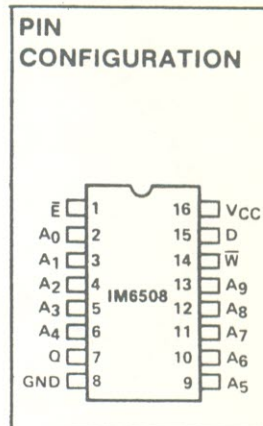 PIN
CONFIGURATION
E̅ 1 16 VCC
A0 2 15 D
A1 3 14 W̅
A2 4 13 A9
IM6508
A3 5 12 A8
A4 6 11 A7
Q 7 10 A6
GND 8 9 A5